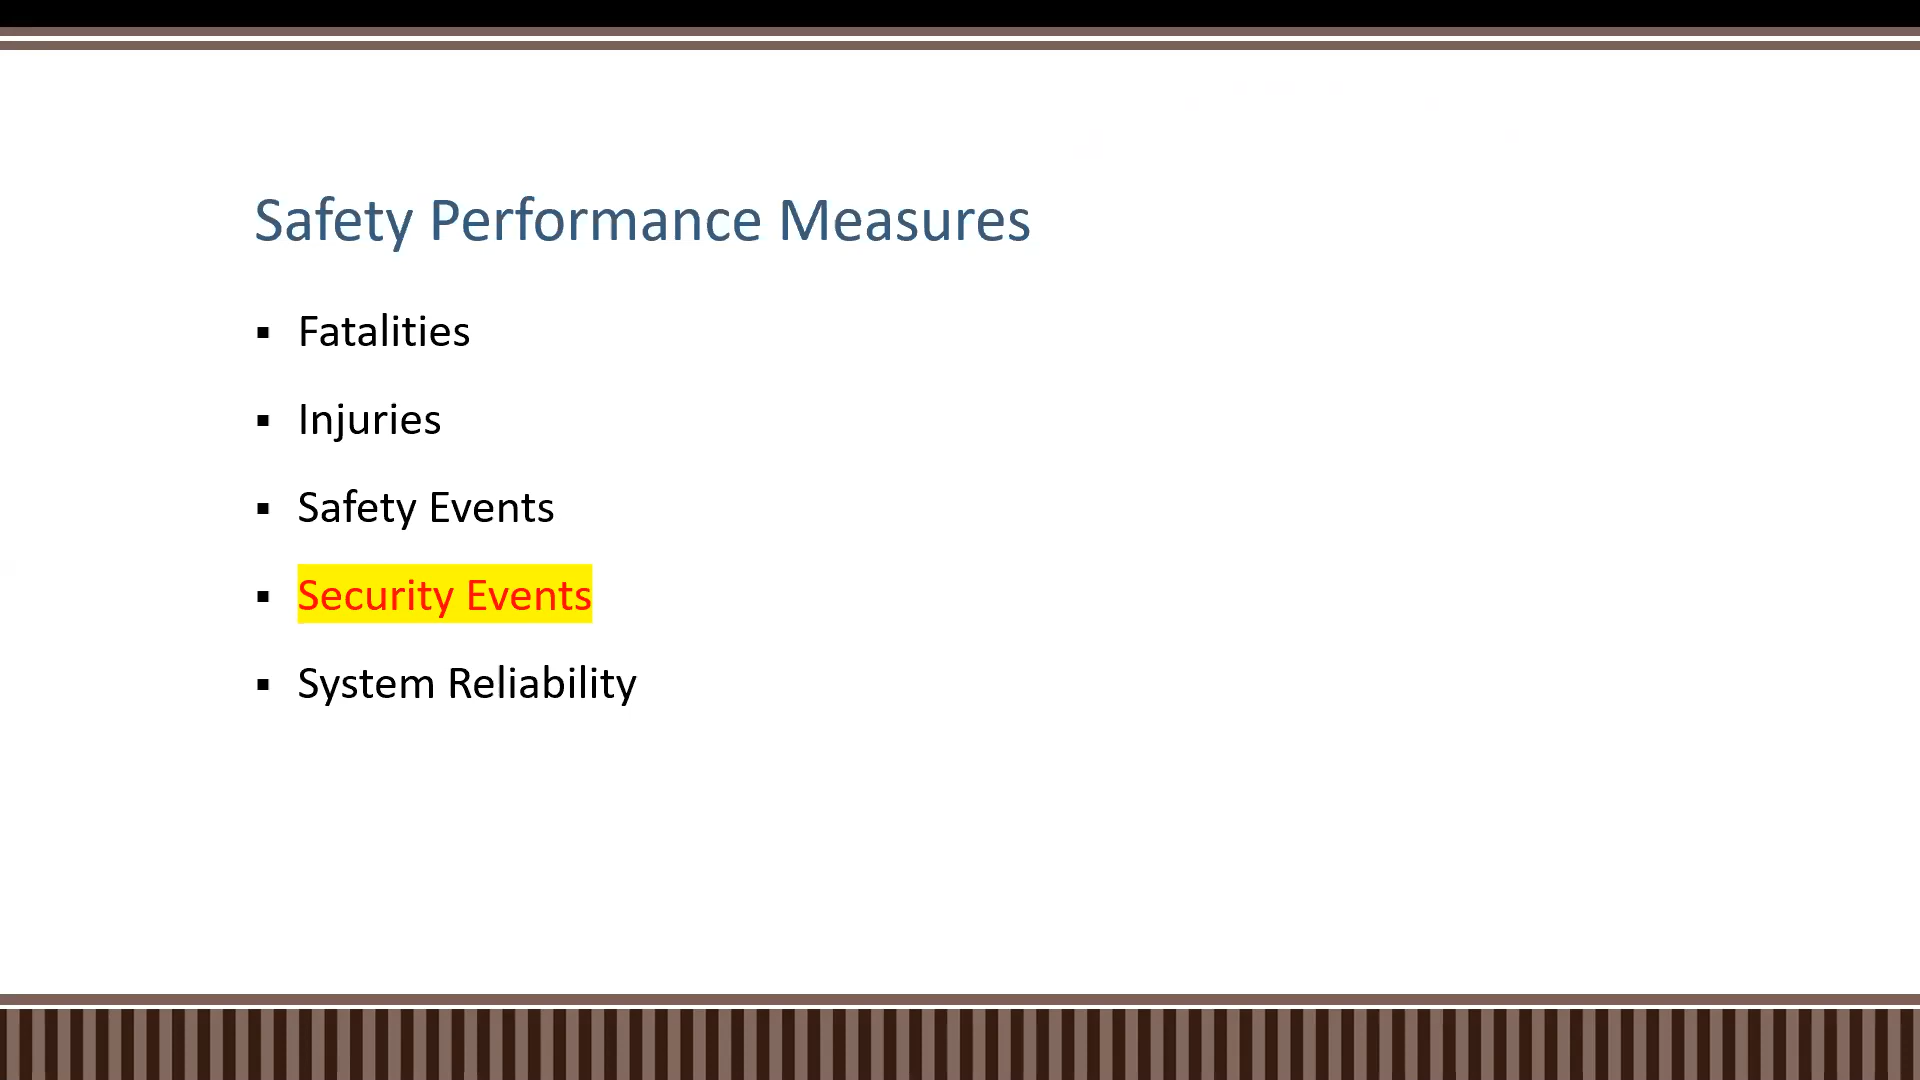 Safety Performance Measures
▪ Fatalities
▪ Injuries
▪ Safety Events
▪ Security Events
▪ System Reliability